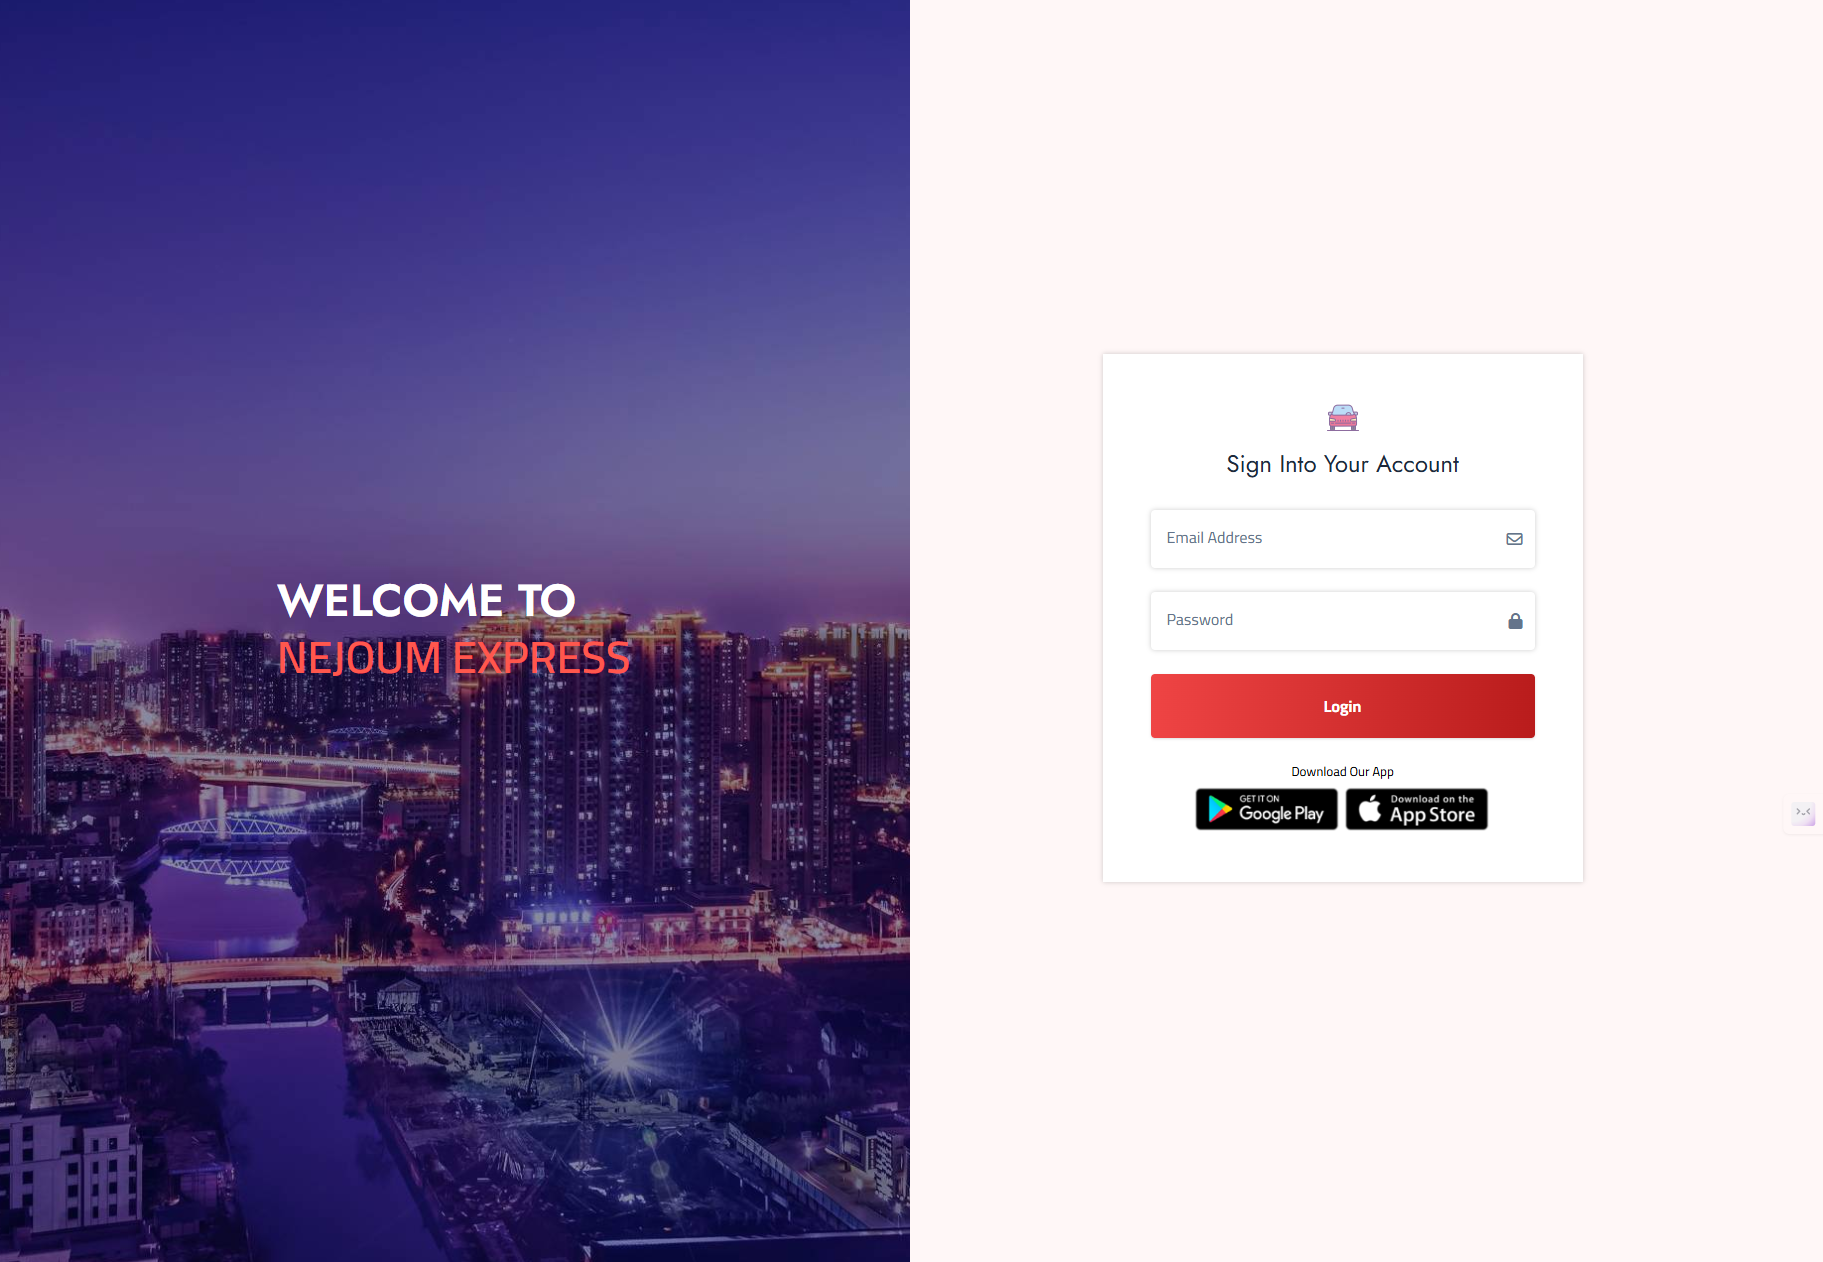 WELCOME TO
NEJOUM EXPRESS
Sign Into Your Account
Email Address
Password
Login
Download Our App
GET IT ON
Google Play
Download on the
App Store